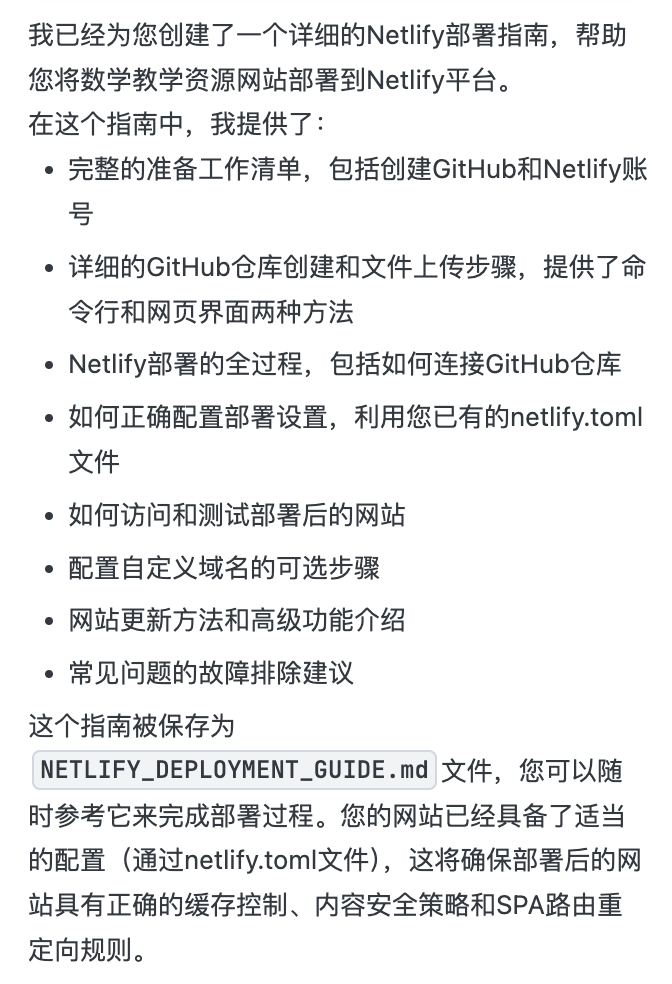 我已经为您创建了一个详细的Netlify部署指南，帮助
您将数学教学资源网站部署到Netlify平台。
在这个指南中，我提供了：
• 完整的准备工作清单，包括创建GitHub和Netlify账
号
• 详细的GitHub仓库创建和文件上传步骤，提供了命
令行和网页界面两种方法
• Netlify部署的全过程，包括如何连接GitHub仓库
• 如何正确配置部署设置，利用您已有的netlify.toml
文件
• 如何访问和测试部署后的网站
• 配置自定义域名的可选步骤
• 网站更新方法和高级功能介绍
• 常见问题的故障排除建议
这个指南被保存为
NETLIFY_DEPLOYMENT_GUIDE.md 文件，您可以随
时参考它来完成部署过程。您的网站已经具备了适当
的配置（通过netlify.toml文件），这将确保部署后的网
站具有正确的缓存控制、内容安全策略和SPA路由重
定向规则。